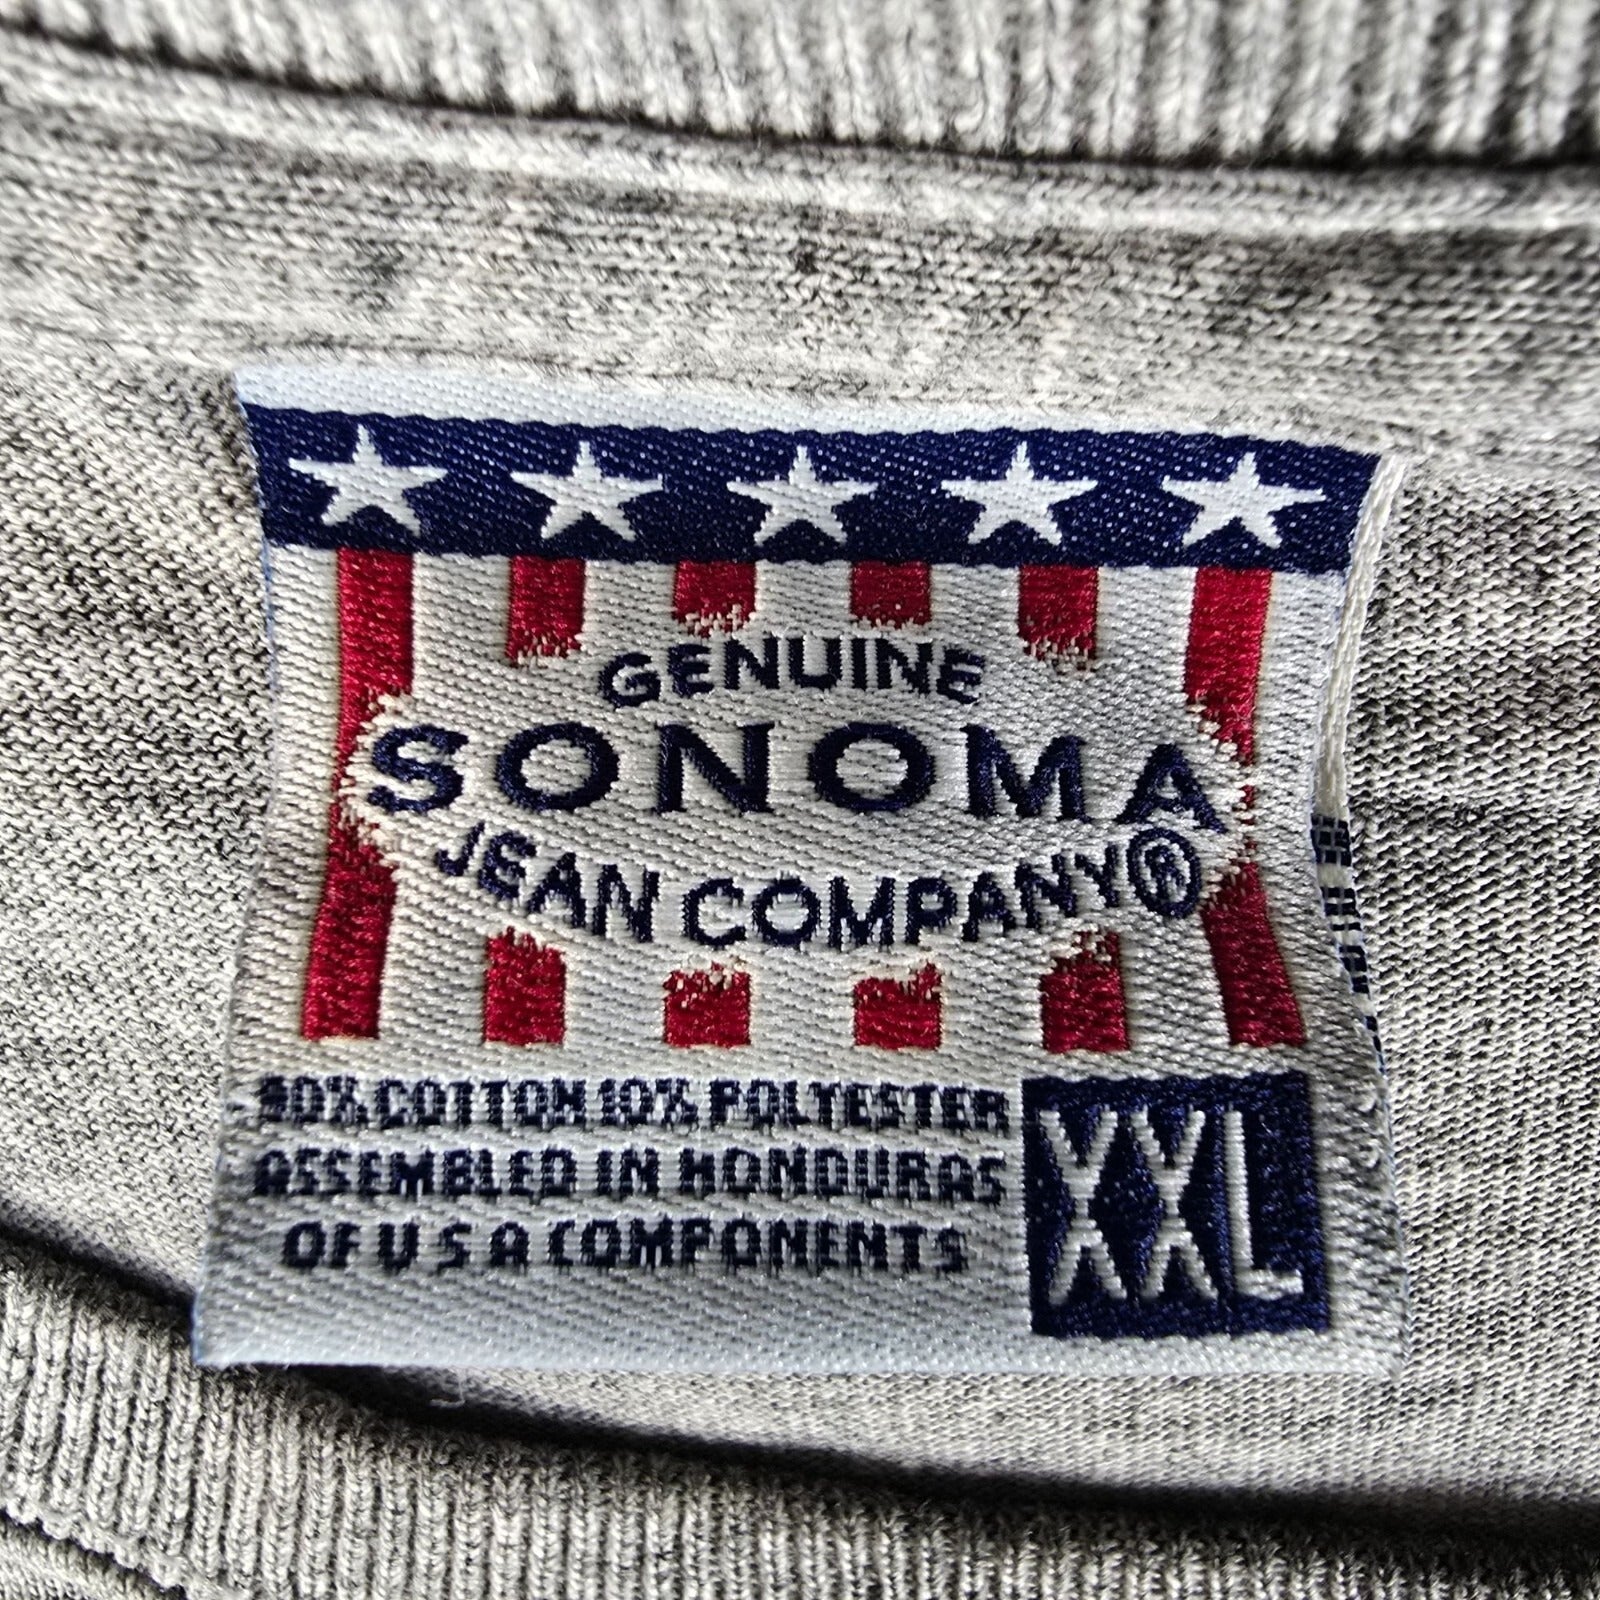 GENUINE
SONOMA
JEAN COMPANY®
90% COTTON 10% POLYESTER
ASSEMBLED IN HONDURAS
OF U S A COMPONENTS
XXL